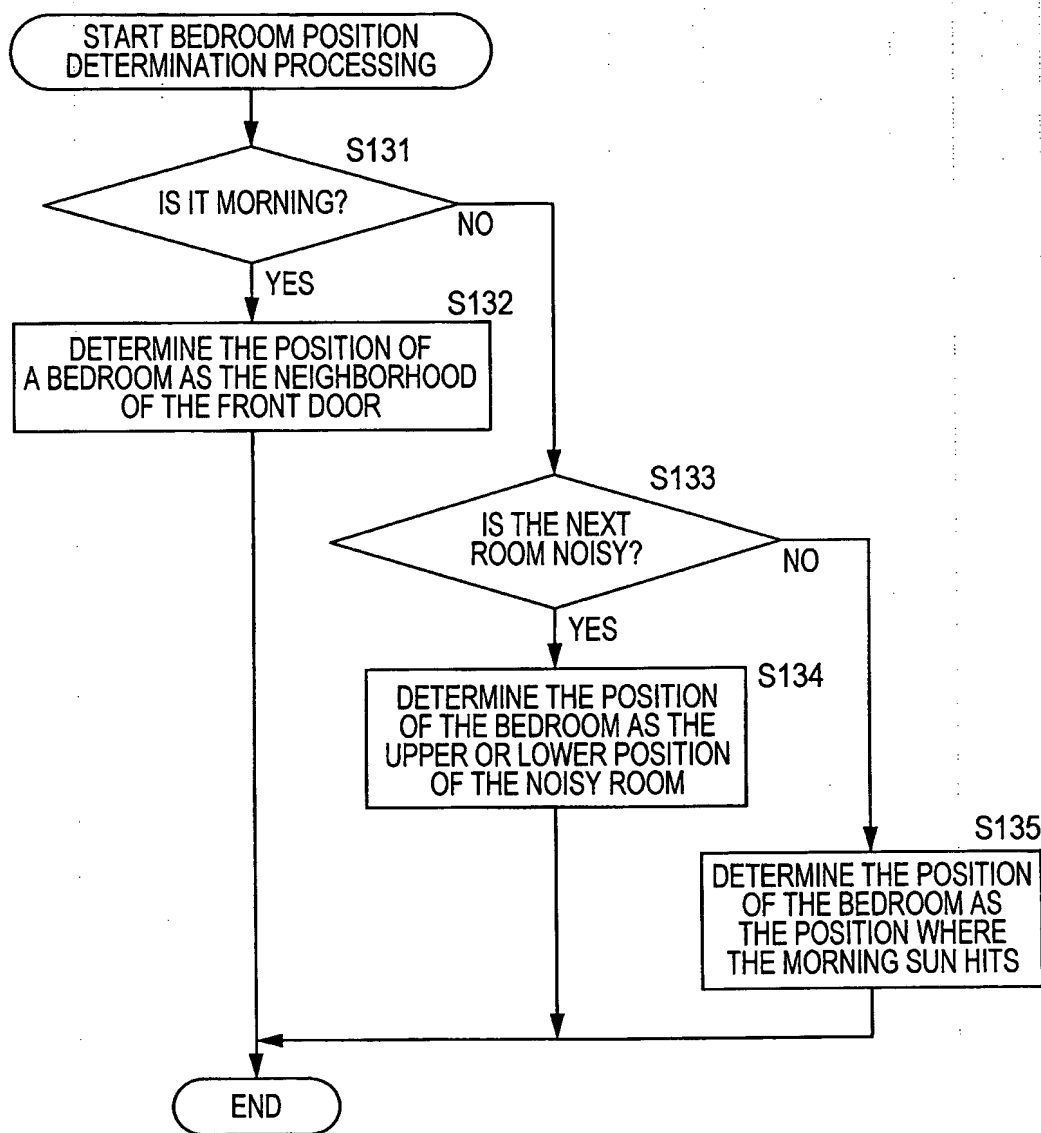 START BEDROOM POSITION
DETERMINATION PROCESSING
S131
IS IT MORNING?
NO
YES
S132
DETERMINE THE POSITION OF
A BEDROOM AS THE NEIGHBORHOOD
OF THE FRONT DOOR
S133
IS THE NEXT
ROOM NOISY?
NO
YES
S134
DETERMINE THE POSITION
OF THE BEDROOM AS THE
UPPER OR LOWER POSITION
OF THE NOISY ROOM
S135
DETERMINE THE POSITION
OF THE BEDROOM AS
THE POSITION WHERE
THE MORNING SUN HITS
END